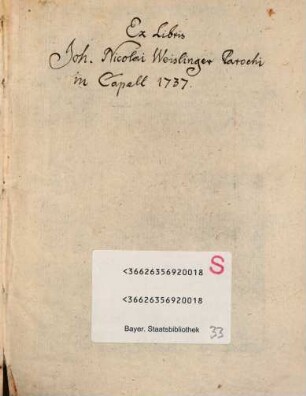 Ex Libris
Joh. Nicolai Weislinger Parochi
in Capell 1737.
<36626356920018 S
<36626356920018
Bayer. Staatsbibliothek
33